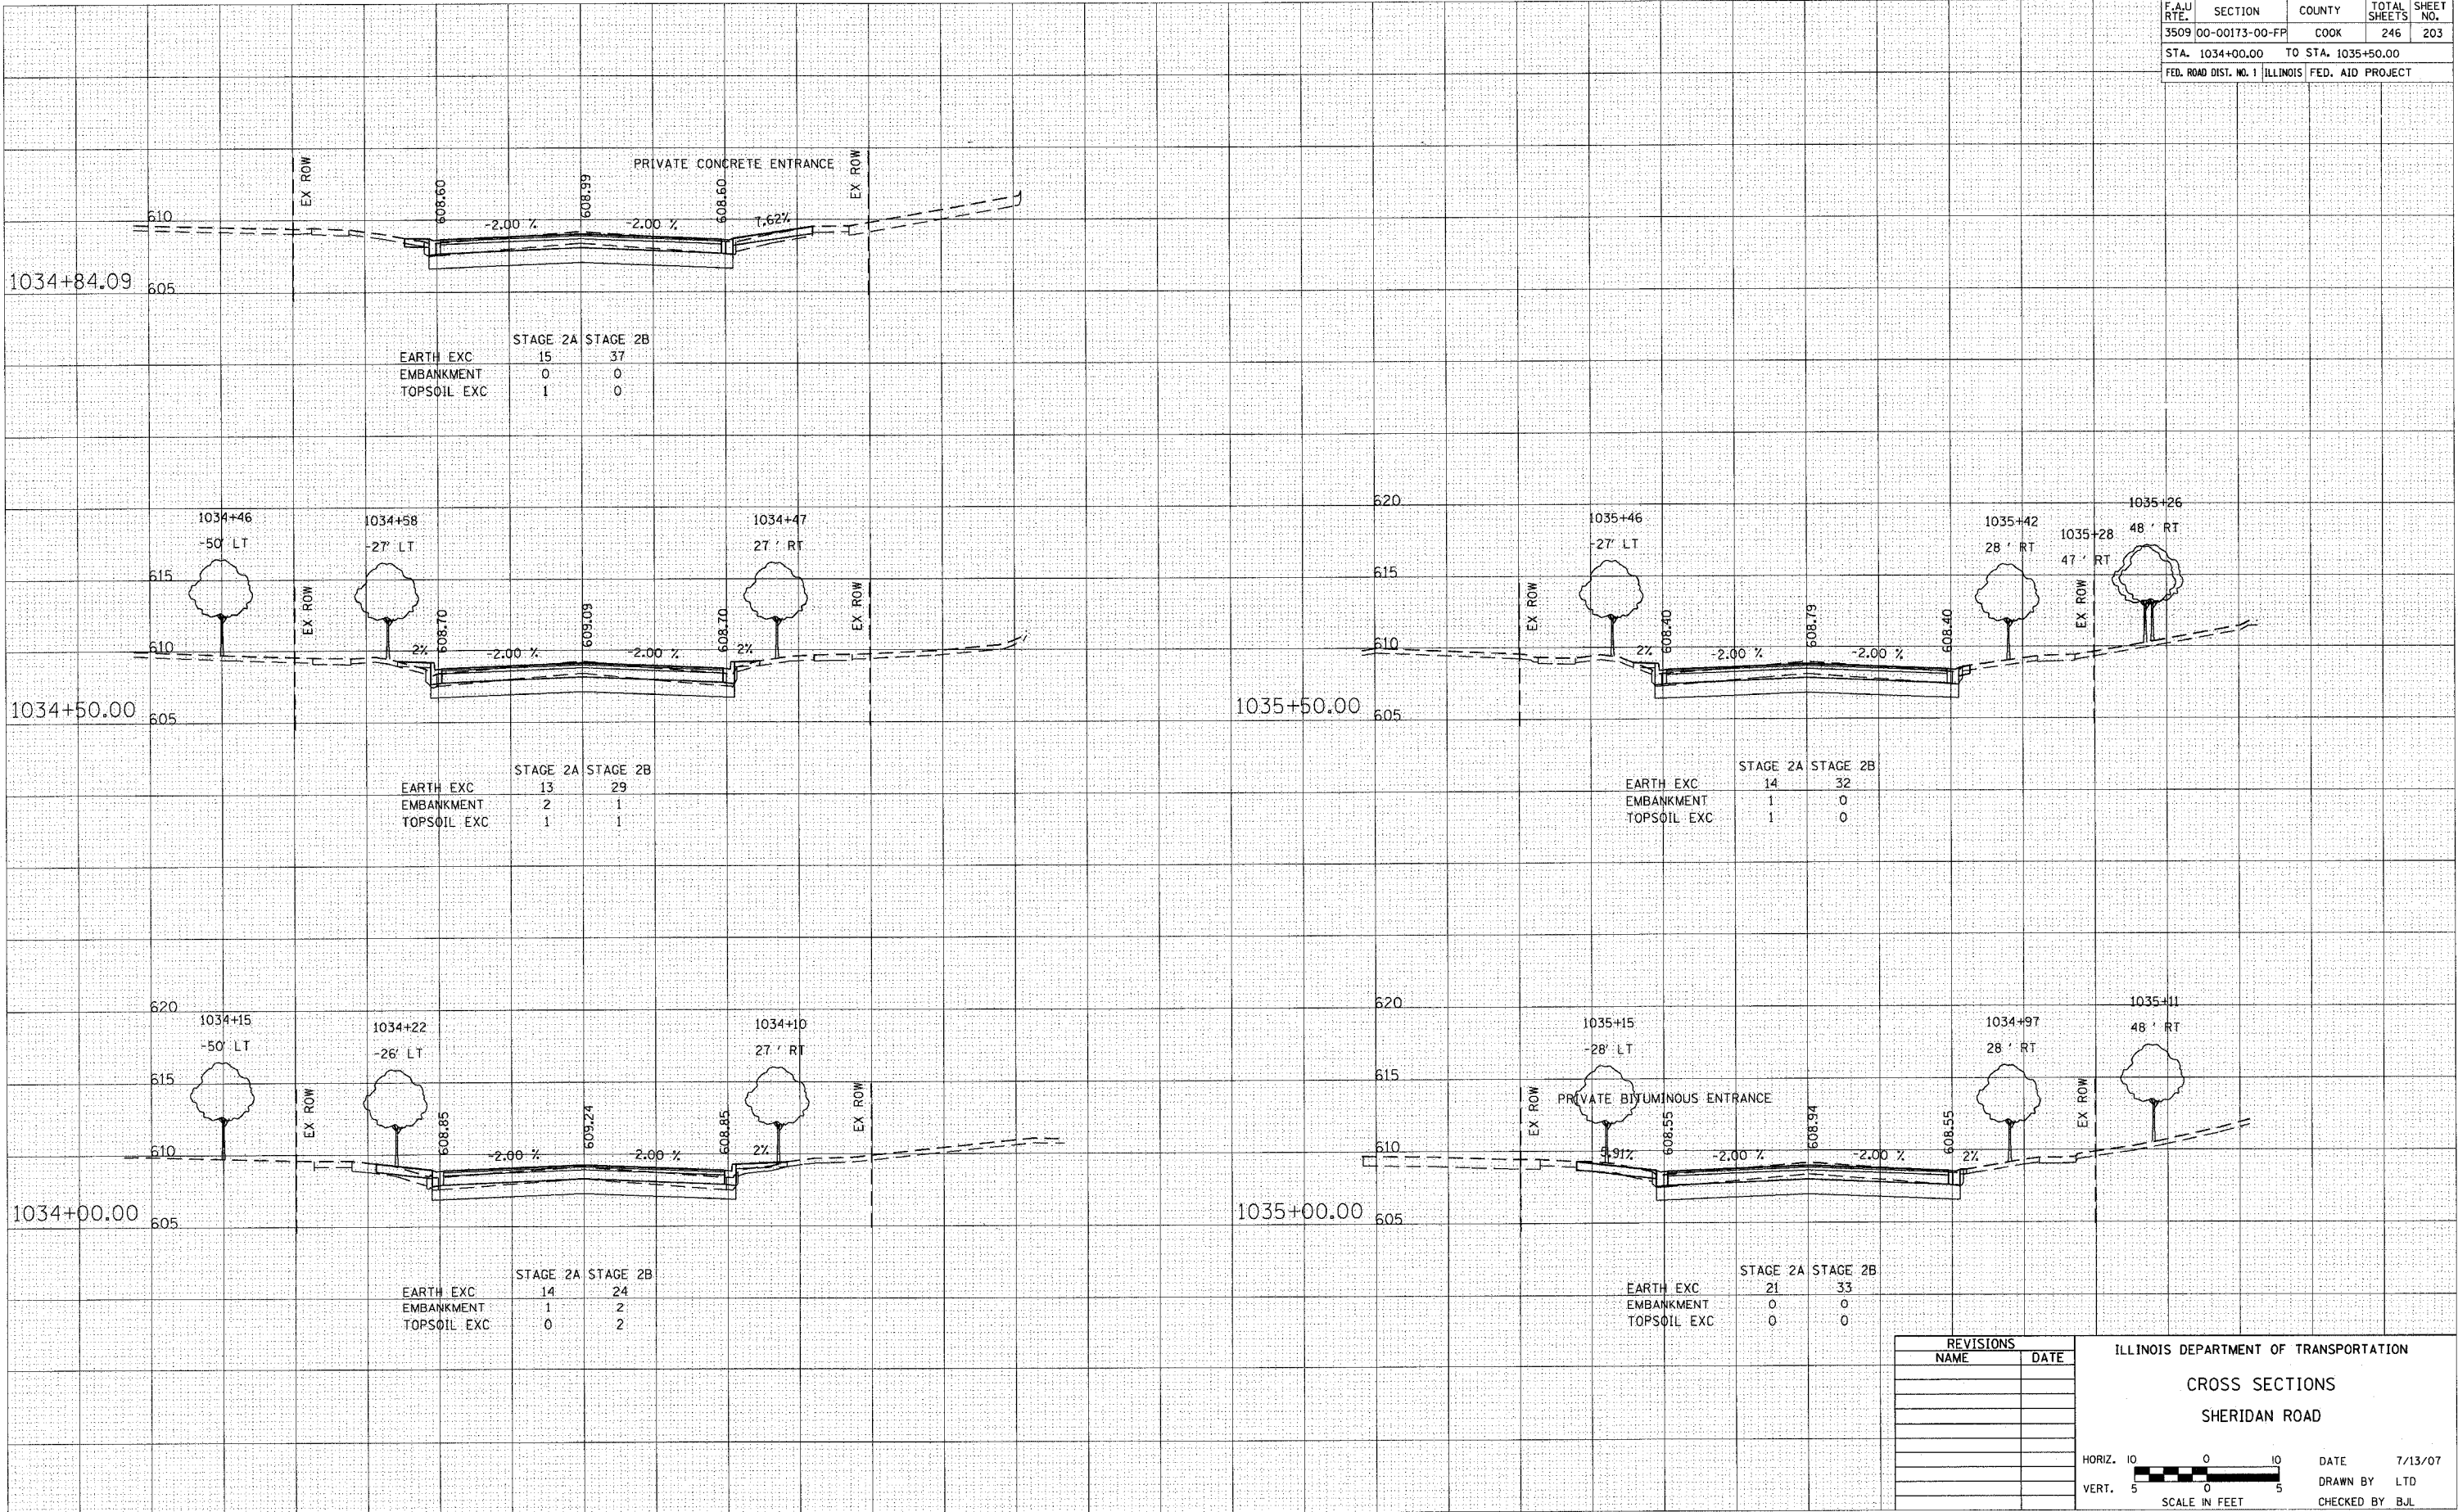 F.A.U RTE. SECTION COUNTY TOTAL SHEETS SHEET NO.
3509 00-00173-00-FP COOK 246 203
STA. 1034+00.00 TO STA. 1035+50.00
FED. ROAD DIST. NO. 1 ILLINOIS FED. AID PROJECT
EX ROW
PRIVATE CONCRETE ENTRANCE
EX ROW
608.60
608.99
608.60
610
-2.00 %
-2.00 %
7.62%
1034+84.09
605
STAGE 2A STAGE 2B
EARTH EXC 15 37
EMBANKMENT 0 0
TOPSOIL EXC 1 0
1034+46
-50' LT
1034+58
-27' LT
1034+47
27 ' RT
615
EX ROW
608.70
609.09
608.70
EX ROW
610
2%
-2.00 %
-2.00 %
2%
1034+50.00
605
STAGE 2A STAGE 2B
EARTH EXC 13 29
EMBANKMENT 2 1
TOPSOIL EXC 1 1
620
1034+15
-50' LT
1034+22
-26' LT
1034+10
27 ' RT
615
EX ROW
608.85
609.24
608.85
EX ROW
610
-2.00 %
-2.00 %
2%
1034+00.00
605
STAGE 2A STAGE 2B
EARTH EXC 14 24
EMBANKMENT 1 2
TOPSOIL EXC 0 2
620
1035+46
-27' LT
1035+42
28 ' RT
1035+28
47 ' RT
1035+26
48 ' RT
615
EX ROW
608.40
608.79
608.40
EX ROW
610
2%
-2.00 %
-2.00 %
1035+50.00
605
STAGE 2A STAGE 2B
EARTH EXC 14 32
EMBANKMENT 1 0
TOPSOIL EXC 1 0
620
1035+15
-28' LT
1034+97
28 ' RT
1035+11
48 ' RT
615
EX ROW
PRIVATE BITUMINOUS ENTRANCE
608.55
608.94
608.55
EX ROW
610
5.91%
-2.00 %
-2.00 %
2%
1035+00.00
605
STAGE 2A STAGE 2B
EARTH EXC 21 33
EMBANKMENT 0 0
TOPSOIL EXC 0 0
REVISIONS
NAME DATE
ILLINOIS DEPARTMENT OF TRANSPORTATION
CROSS SECTIONS
SHERIDAN ROAD
HORIZ. 10 0 10
VERT. 5 0 5
SCALE IN FEET
DATE 7/13/07
DRAWN BY LTD
CHECKED BY BJL